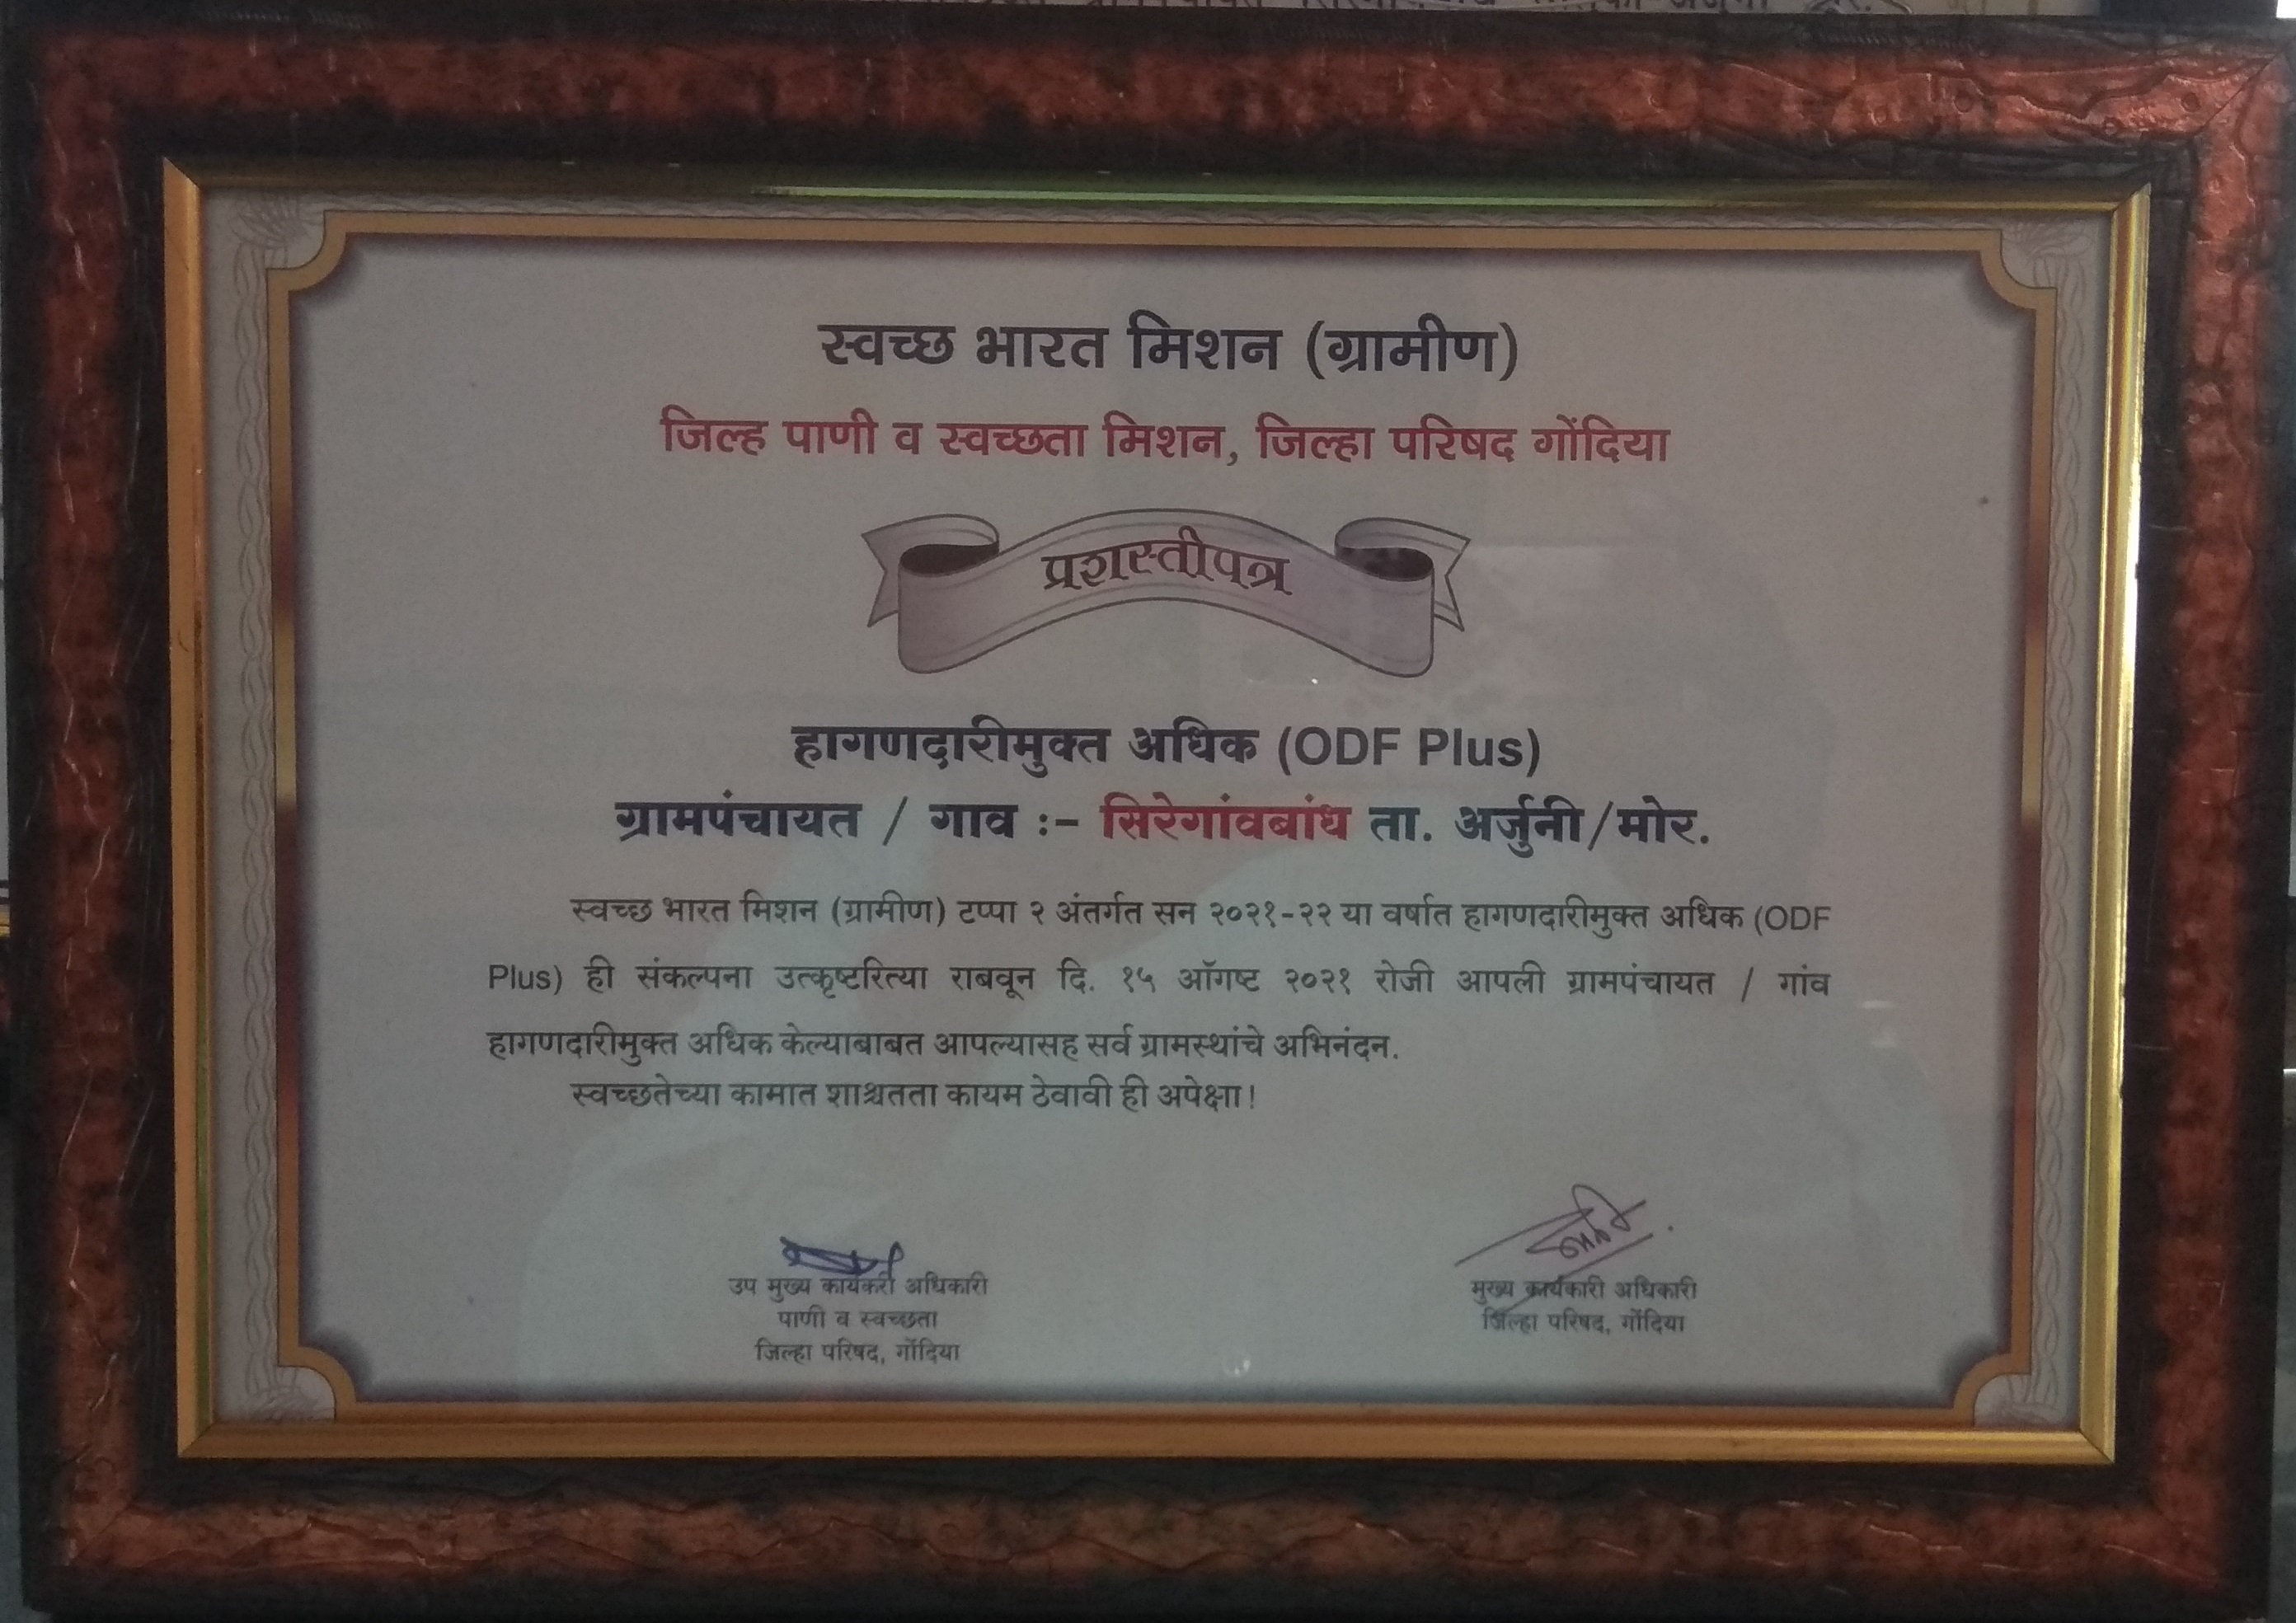 स्वच्छ भारत मिशन (ग्रामीण)
जिल्ह पाणी व स्वच्छता मिशन, जिल्हा परिषद गोंदिया
प्रशस्तीपत्र
हागणदारीमुक्त अधिक (ODF Plus)
ग्रामपंचायत / गाव :- सिरेगांवबांध ता. अर्जुनी/मोर.
स्वच्छ भारत मिशन (ग्रामीण) टप्पा २ अंतर्गत सन २०२१-२२ या वर्षात हागणदारीमुक्त अधिक (ODF
Plus) ही संकल्पना उत्कृष्टरित्या राबवून दि. १५ ऑगष्ट २०२१ रोजी आपली ग्रामपंचायत / गांव
हागणदारीमुक्त अधिक केल्याबाबत आपल्यासह सर्व ग्रामस्थांचे अभिनंदन.
स्वच्छतेच्या कामात शाश्वतता कायम ठेवावी ही अपेक्षा!
उप मुख्य कार्यकरी अधिकारी
पाणी व स्वच्छता
जिल्हा परिषद, गोंदिया
मुख्य कार्यकारी अधिकारी
जिल्हा परिषद, गोंदिया